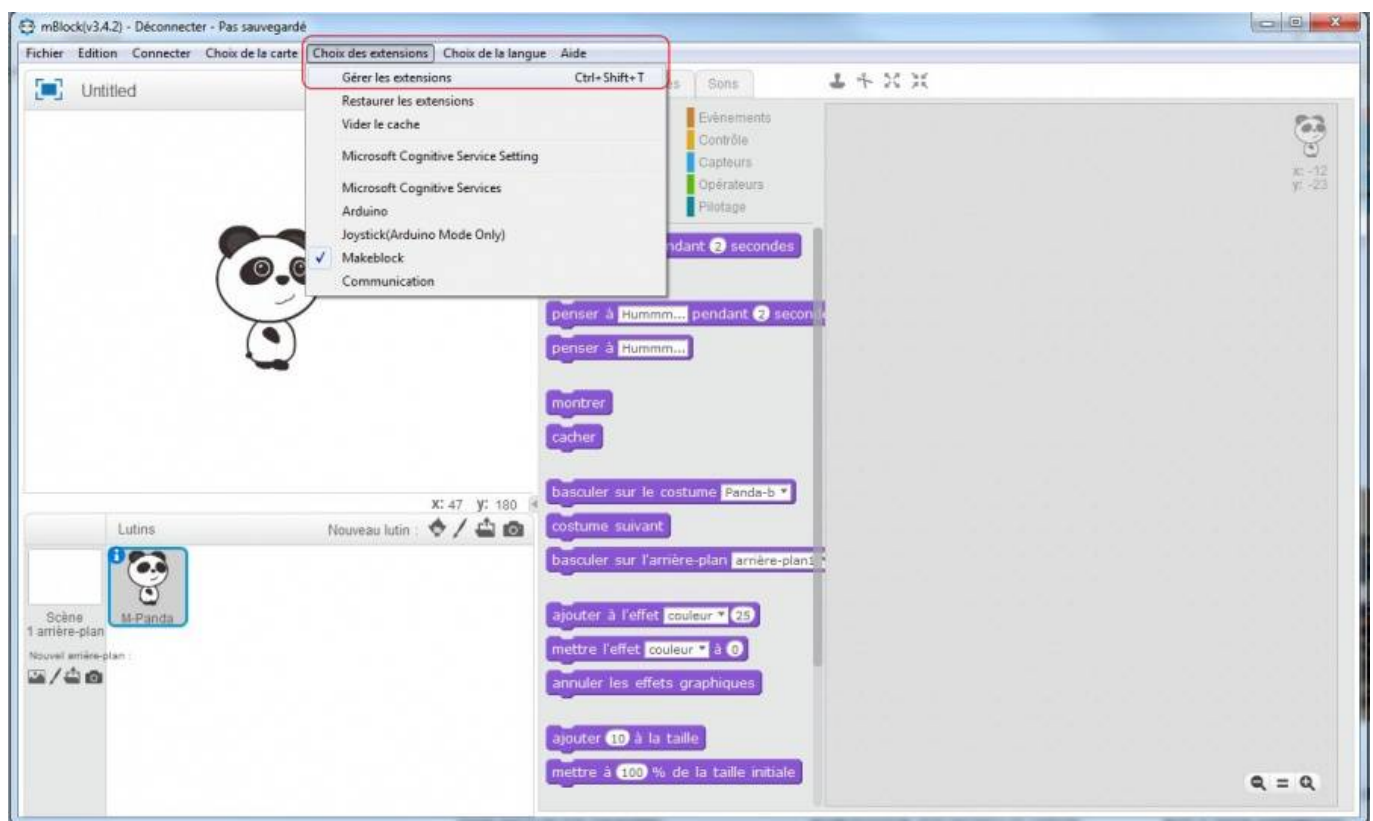 mBlock(v3.4.2) - Déconnecter - Pas sauvegardé
Fichier Edition Connecter Choix de la carte Choix des extensions Choix de la langue Aide
Gérer les extensions Ctrl+Shift+T
Restaurer les extensions
Vider le cache
Microsoft Cognitive Service Setting
Microsoft Cognitive Services
Arduino
Joystick(Arduino Mode Only)
Makeblock
Communication
Untitled
Sons
Evènements
Contrôle
Capteurs
Opérateurs
Pilotage
x: -12
y: -23
2 secondes
penser à Hummm... pendant 2
penser à Hummm...
montrer
cacher
basculer sur le costume Panda-b
costume suivant
basculer sur l'arrière-plan arrière-plan1
ajouter à l'effet couleur 25
mettre l'effet couleur à 0
annuler les effets graphiques
ajouter 10 à la taille
mettre à 100 % de la taille initiale
X: 47 y: 180
Lutins Nouveau lutin :
Scène
1 arrière-plan
M-Panda
Nouvel arrière-plan :